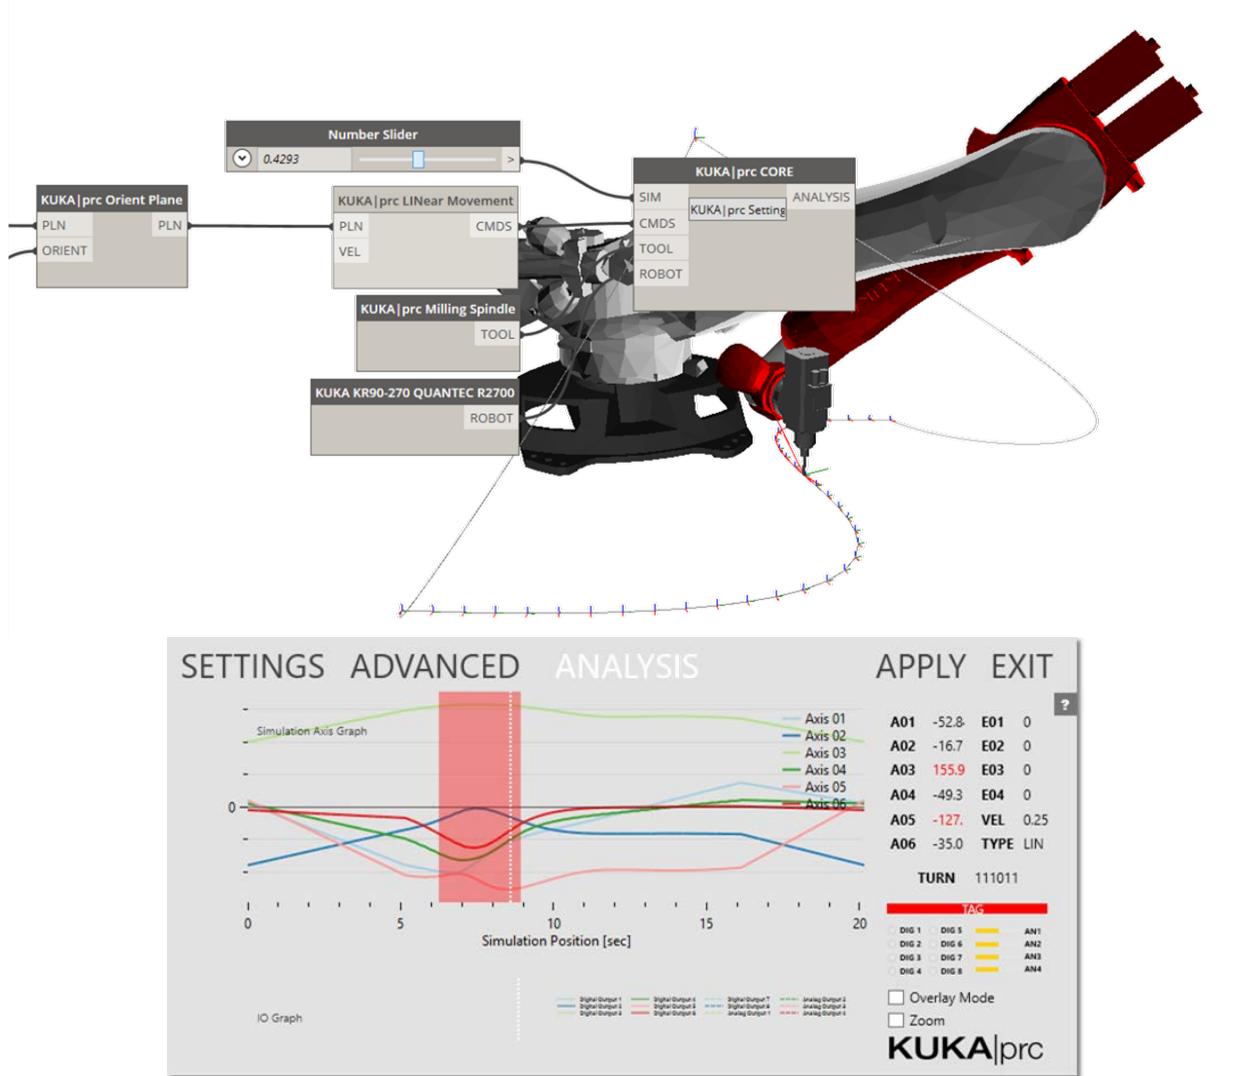 Number Slider
0.4293 >
KUKA|prc Orient Plane
PLN PLN
ORIENT
KUKA|prc LINear Movement
PLN CMDS
VEL
KUKA|prc CORE
SIM ANALYSIS
KUKA|prc Setting
CMDS
TOOL
ROBOT
KUKA|prc Milling Spindle
TOOL
KUKA KR90-270 QUANTEC R2700
ROBOT
SETTINGS ADVANCED ANALYSIS APPLY EXIT
?
Simulation Axis Graph
Axis 01
Axis 02
Axis 03
Axis 04
Axis 05
Axis 06
0
0 5 10 15 20
Simulation Position [sec]
A01 -52.8 E01 0
A02 -16.7 E02 0
A03 155.9 E03 0
A04 -49.3 E04 0
A05 -127. VEL 0.25
A06 -35.0 TYPE LIN
TURN 111011
TAG
DIG 1 DIG 5 AN1
DIG 2 DIG 6 AN2
DIG 3 DIG 7 AN3
DIG 4 DIG 8 AN4
Overlay Mode
Zoom
KUKA|prc
IO Graph